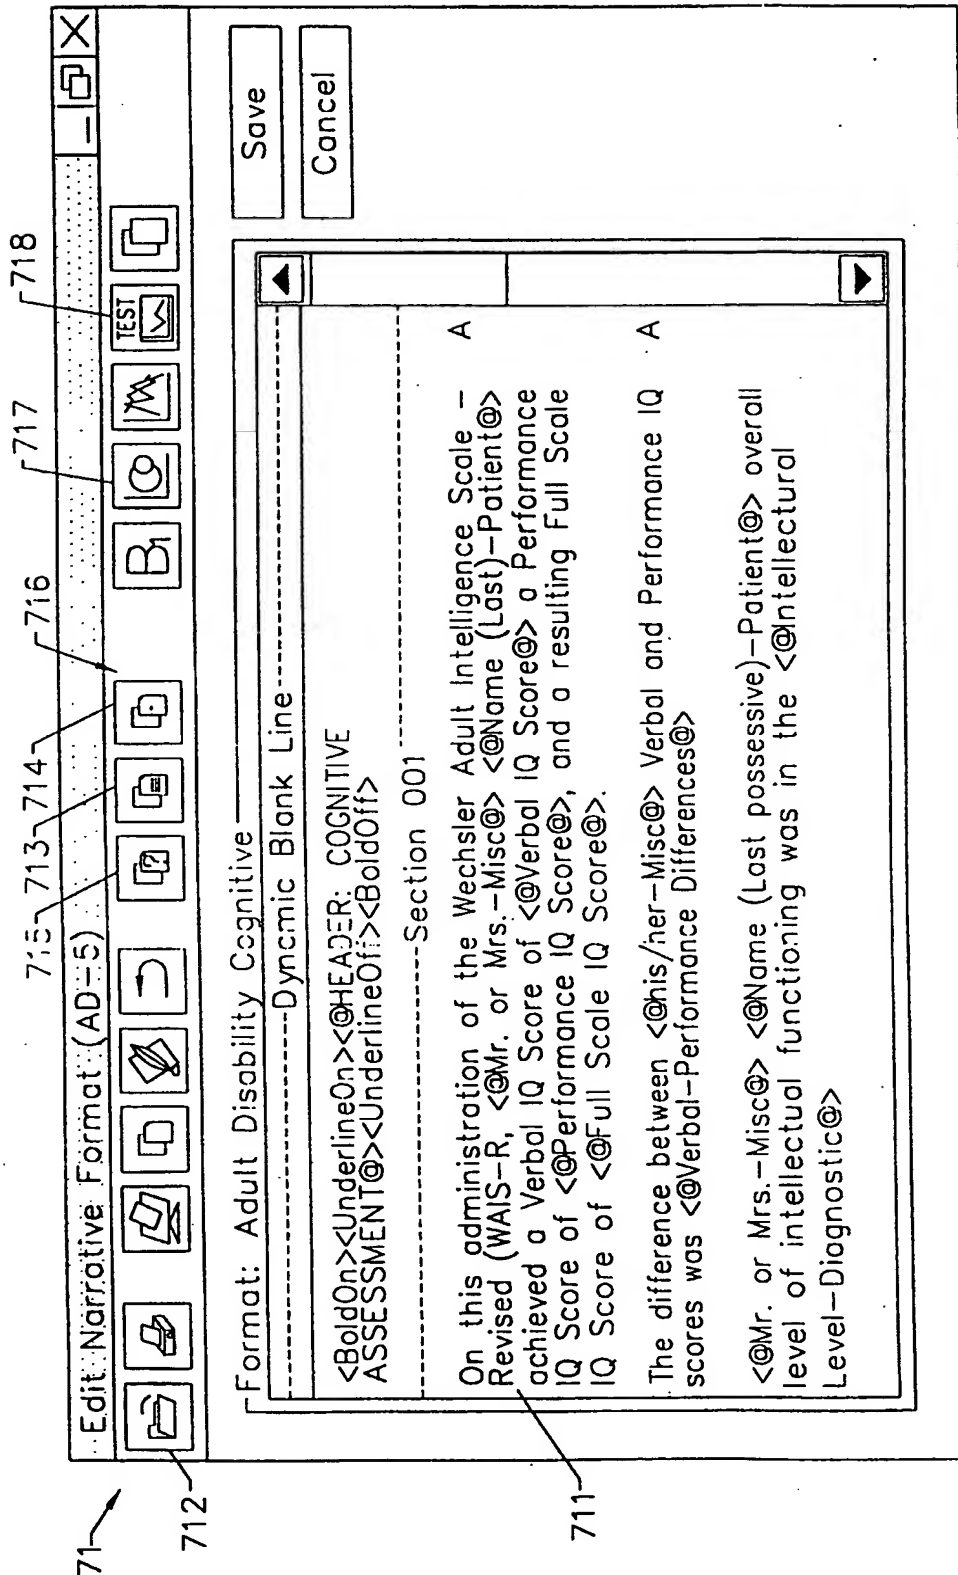 71
Edit Narrative Format (AD-5)
712
715
713
714
716
717
718
B1
TEST
Format: Adult Disability Cognitive
Dynamic Blank Line
<BoldOn><UnderlineOn><@HEADER: COGNITIVE
ASSESSMENT@><UnderlineOff><BoldOff>
Section 001
On this administration of the Wechsler Adult Intelligence Scale – A
Revised (WAIS-R, <@Mr. or Mrs.-Misc@> <@Name (Last)-Patient@>
achieved a Verbal IQ Score of <@Verbal IQ Score@> a Performance
IQ Score of <@Performance IQ Score@>, and a resulting Full Scale
IQ Score of <@Full Scale IQ Score@>.
The difference between <@his/her-Misc@> Verbal and Performance IQ A
scores was <@Verbal-Performance Differences@>
<@Mr. or Mrs.-Misc@> <@Name (Last possessive)-Patient@> overall
level of intellectual functioning was in the <@Intellectural
Level-Diagnostic@>
711
Save
Cancel